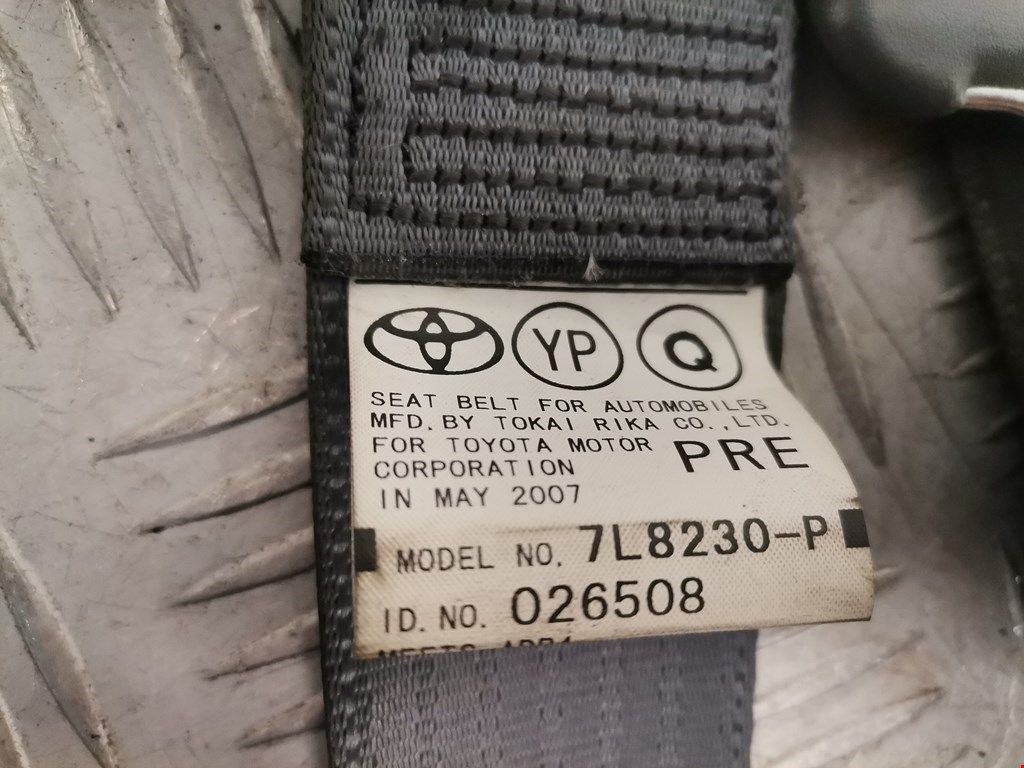 YP Q
SEAT BELT FOR AUTOMOBILES
MFD. BY TOKAI RIKA CO.,LTD.
FOR TOYOTA MOTOR PRE
CORPORATION
IN MAY 2007
MODEL NO. 7L8230-P
ID. NO. 026508
MEETS